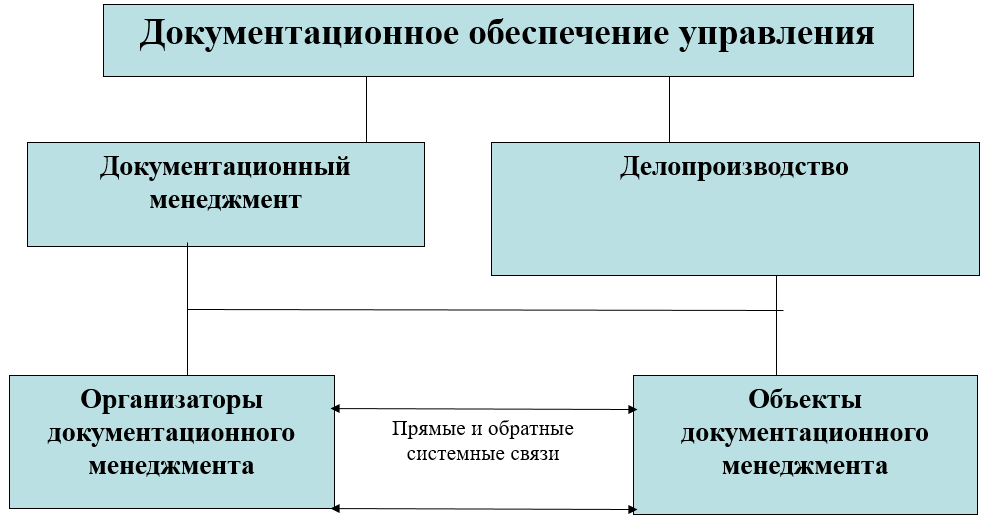 Документационное обеспечение управления
Документационный
менеджмент
Делопроизводство
Организаторы
документационного
менеджмента
Прямые и обратные
системные связи
Объекты
документационного
менеджмента